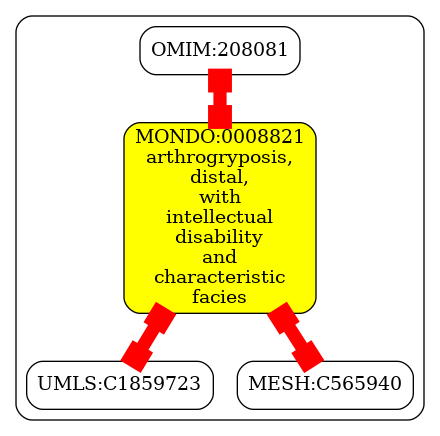 OMIM:208081
MONDO:0008821
arthrogryposis,
distal,
with
intellectual
disability
and
characteristic
facies
UMLS:C1859723
MESH:C565940